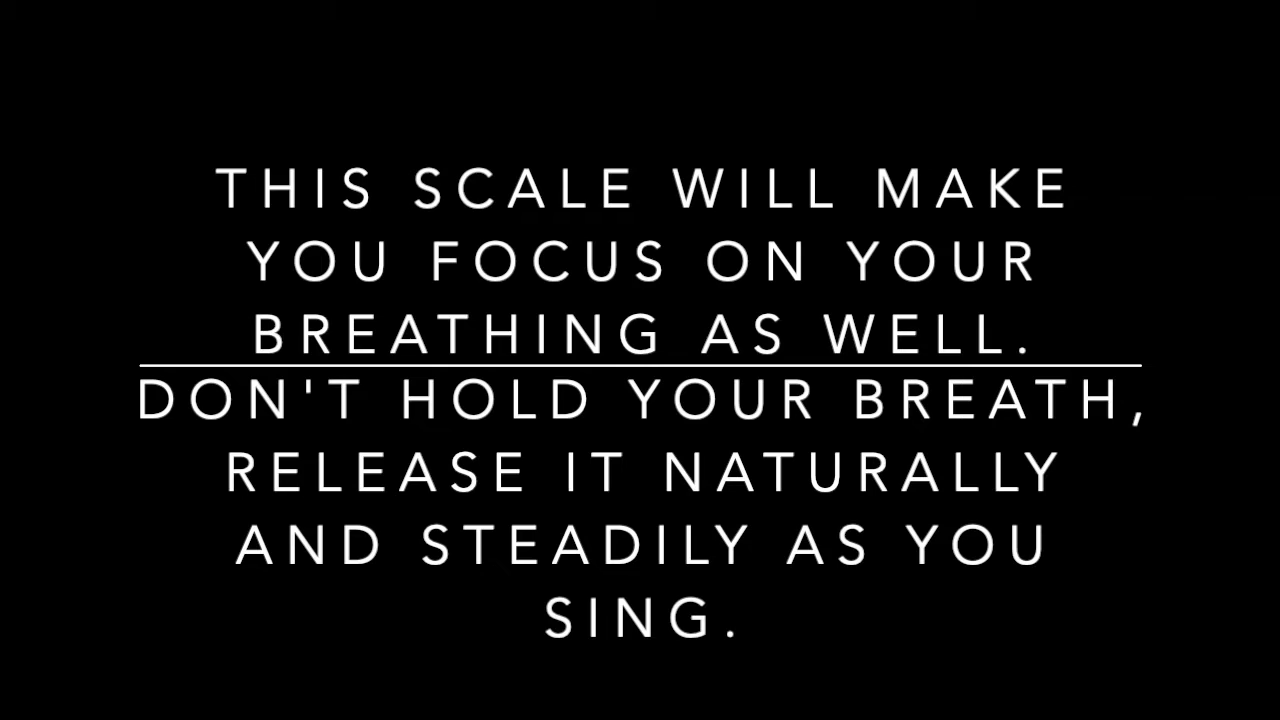 THIS SCALE WILL MAKE
YOU FOCUS ON YOUR
BREATHING AS WELL.
DON'T HOLD YOUR BREATH,
RELEASE IT NATURALLY
AND STEADILY AS YOU
SING.